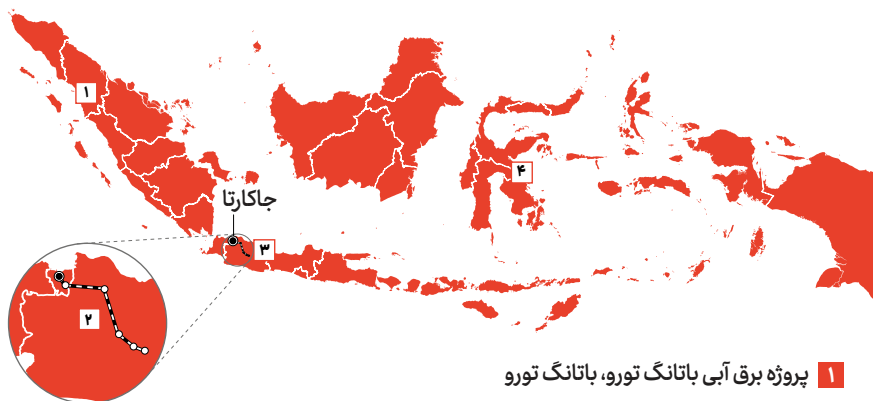 ۱
۴
جاکارتا
۳
۲
۱ پروژه برق آبی باتانگ تورو، باتانگ تورو